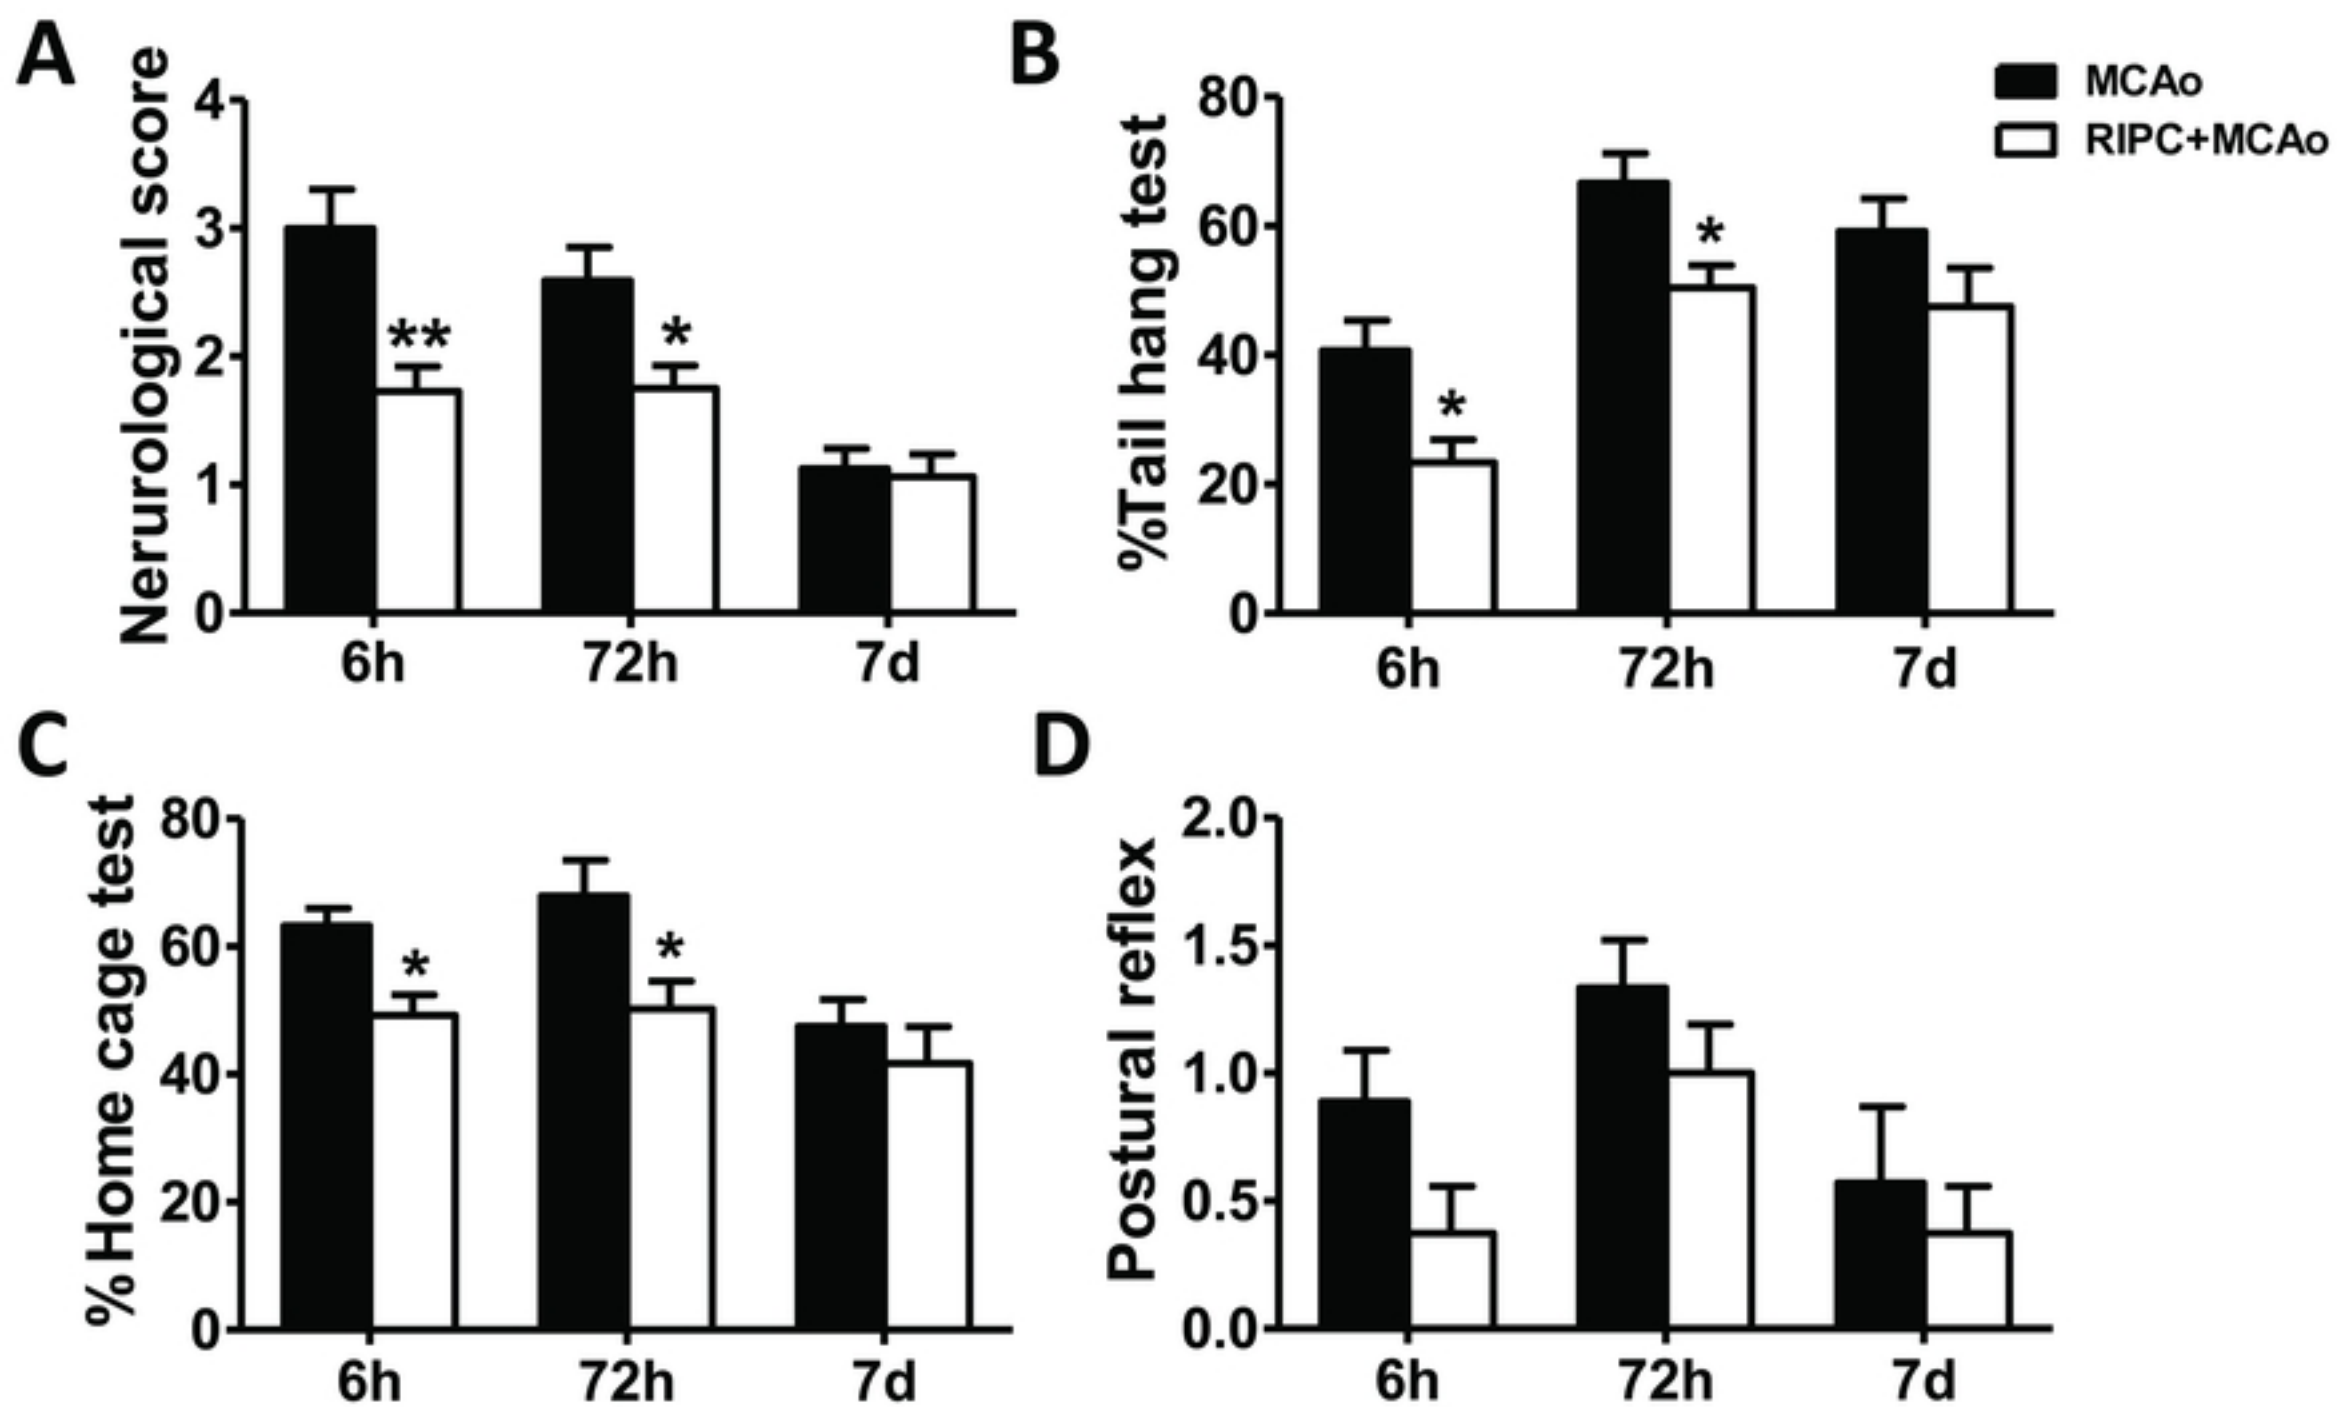 A
Nerurological score
4
3
2
1
0
**
*
6h
72h
7d
B
%Tail hang test
80
60
40
20
0
*
*
6h
72h
7d
MCAo
RIPC+MCAo
C
% Home cage test
80
60
40
20
0
*
*
6h
72h
7d
D
Postural reflex
2.0
1.5
1.0
0.5
0.0
6h
72h
7d